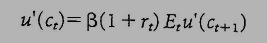 u'(cₜ) = β(1 + rₜ) Eₜu'(cₜ₊₁)